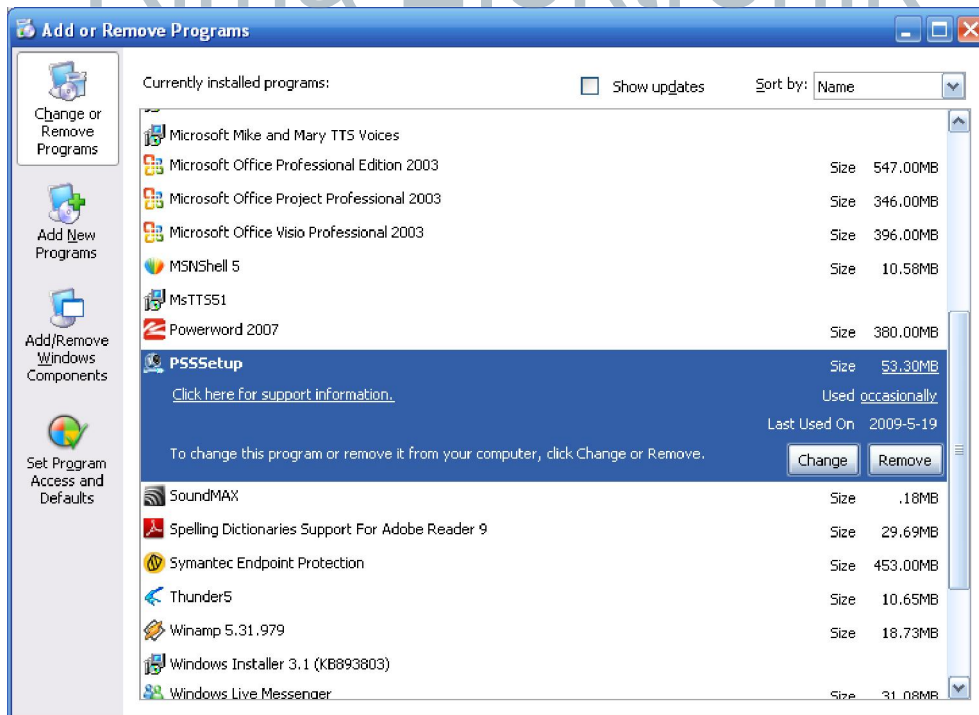 Add or Remove Programs
Change or
Remove
Programs
Add New
Programs
Add/Remove
Windows
Components
Set Program
Access and
Defaults
Currently installed programs:
Show updates
Sort by: Name
Microsoft Mike and Mary TTS Voices
Microsoft Office Professional Edition 2003 Size 547.00MB
Microsoft Office Project Professional 2003 Size 346.00MB
Microsoft Office Visio Professional 2003 Size 396.00MB
MSNShell 5 Size 10.58MB
MsTTS51
Powerword 2007 Size 380.00MB
PSSSetup Size 53.30MB
Click here for support information. Used occasionally
Last Used On 2009-5-19
To change this program or remove it from your computer, click Change or Remove. Change Remove
SoundMAX Size .18MB
Spelling Dictionaries Support For Adobe Reader 9 Size 29.69MB
Symantec Endpoint Protection Size 453.00MB
Thunder5 Size 10.65MB
Winamp 5.31.979 Size 18.73MB
Windows Installer 3.1 (KB893803)
Windows Live Messenger Size 31.08MB